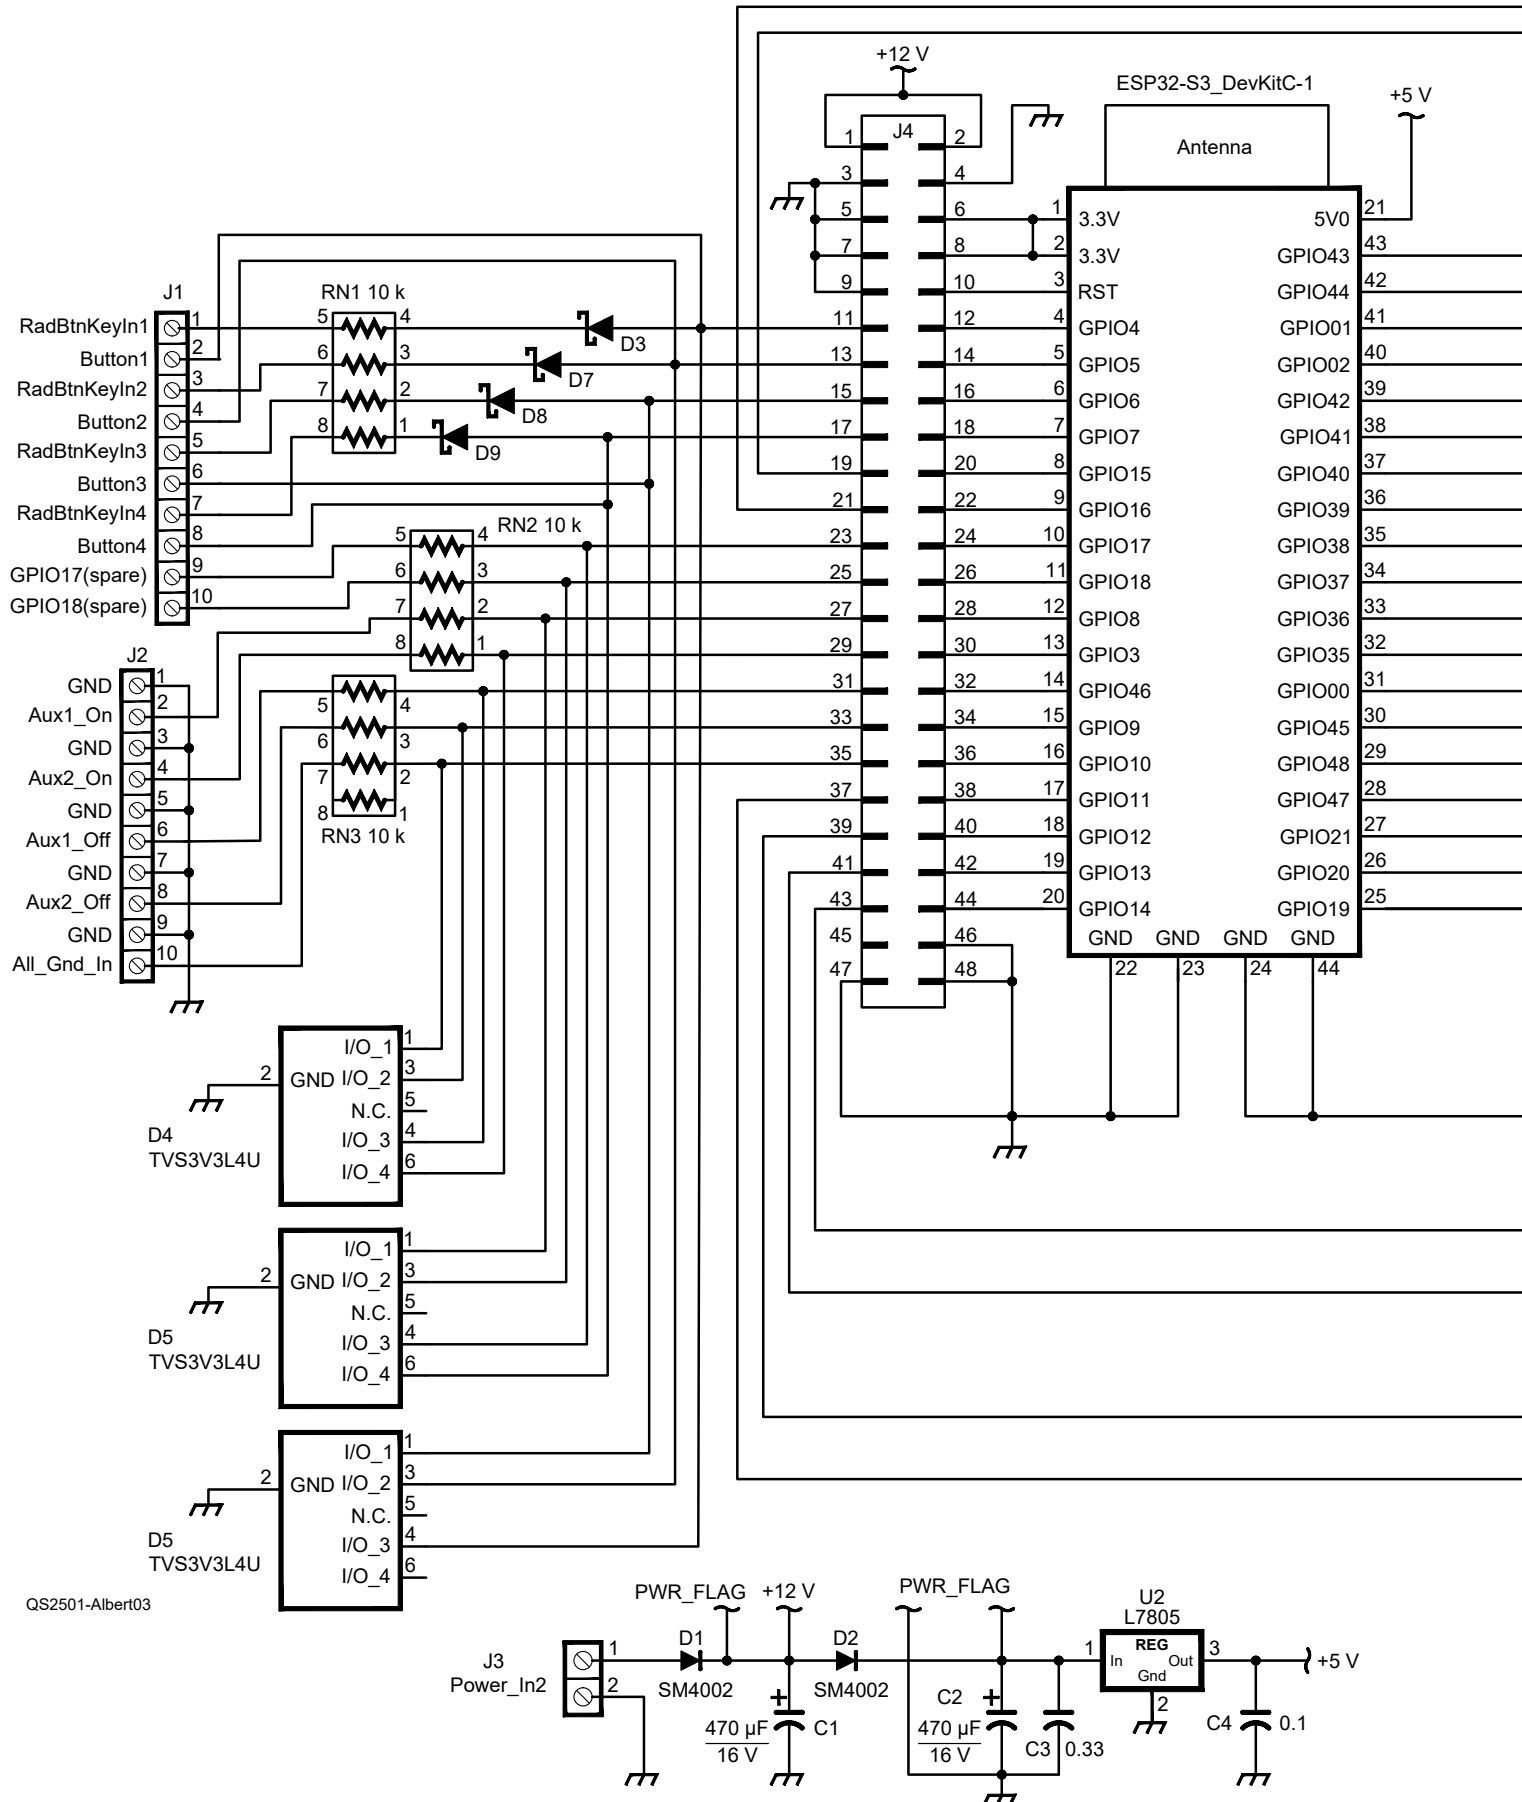 +12 V
ESP32-S3_DevKitC-1
+5 V
Antenna
J4
1 2
3 4
5 6
7 8
9 10
11 12
13 14
15 16
17 18
19 20
21 22
23 24
25 26
27 28
29 30
31 32
33 34
35 36
37 38
39 40
41 42
43 44
45 46
47 48
1 3.3V 5V0 21
2 3.3V GPIO43 43
3 RST GPIO44 42
4 GPIO4 GPIO01 41
5 GPIO5 GPIO02 40
6 GPIO6 GPIO42 39
7 GPIO7 GPIO41 38
8 GPIO15 GPIO40 37
9 GPIO16 GPIO39 36
10 GPIO17 GPIO38 35
11 GPIO18 GPIO37 34
12 GPIO8 GPIO36 33
13 GPIO3 GPIO35 32
14 GPIO46 GPIO00 31
15 GPIO9 GPIO45 30
16 GPIO10 GPIO48 29
17 GPIO11 GPIO47 28
18 GPIO12 GPIO21 27
19 GPIO13 GPIO20 26
20 GPIO14 GPIO19 25
GND GND GND GND
22 23 24 44
J1
RadBtnKeyIn1 1
Button1 2
RadBtnKeyIn2 3
Button2 4
RadBtnKeyIn3 5
Button3 6
RadBtnKeyIn4 7
Button4 8
GPIO17(spare) 9
GPIO18(spare) 10
RN1 10 k
5 4
6 3
7 2
8 1
D3
D7
D8
D9
RN2 10 k
5 4
6 3
7 2
8 1
J2
GND 1
Aux1_On 2
GND 3
Aux2_On 4
GND 5
Aux1_Off 6
GND 7
Aux2_Off 8
GND 9
All_Gnd_In 10
5 4
6 3
7 2
8 1
RN3 10 k
I/O_1 1
2 GND I/O_2 3
N.C. 5
I/O_3 4
I/O_4 6
D4
TVS3V3L4U
I/O_1 1
2 GND I/O_2 3
N.C. 5
I/O_3 4
I/O_4 6
D5
TVS3V3L4U
I/O_1 1
2 GND I/O_2 3
N.C. 5
I/O_3 4
I/O_4 6
D5
TVS3V3L4U
QS2501-Albert03
PWR_FLAG +12 V PWR_FLAG
J3
Power_In2
1
2
D1
SM4002
D2
SM4002
470 µF
16 V
+
C1
C2
+
470 µF
16 V
C3 0.33
U2
L7805
REG
1 In Out 3
Gnd
2
+5 V
C4 0.1